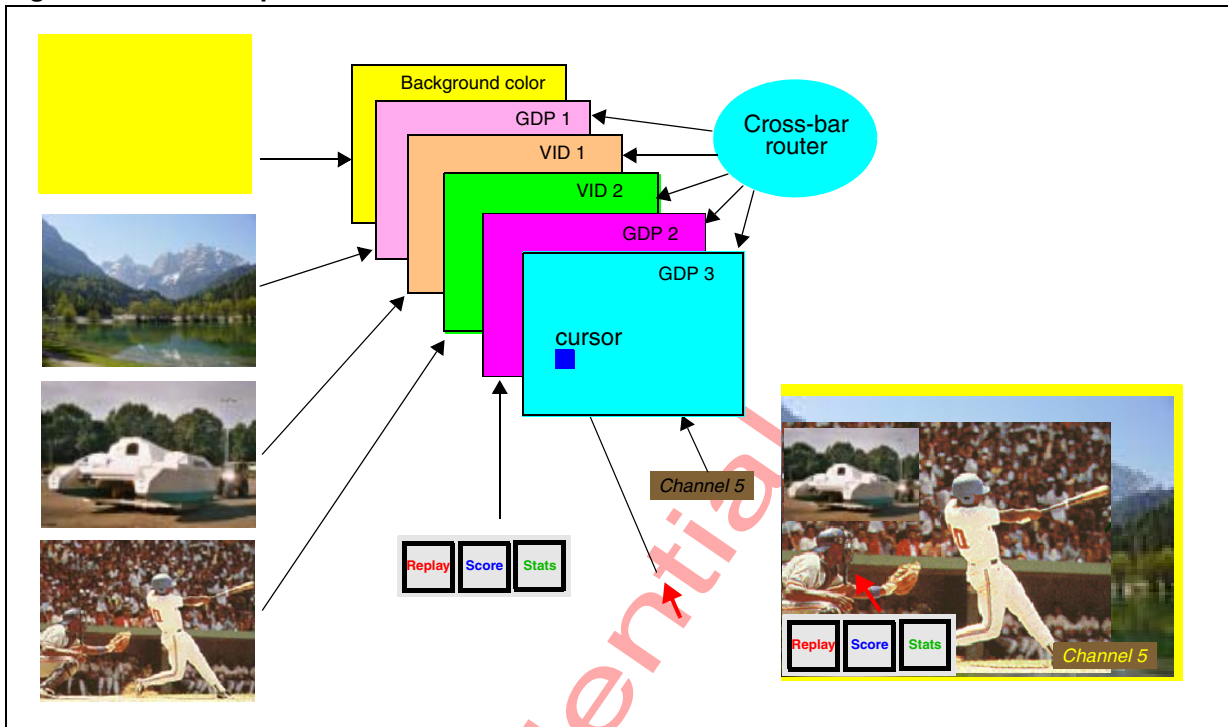 Background color
GDP 1
VID 1
VID 2
GDP 2
GDP 3
cursor
Cross-bar
router
Channel 5
Replay Score Stats
Replay Score Stats
Channel 5